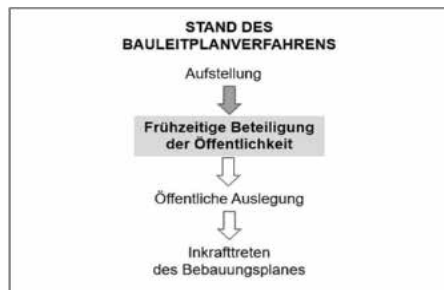 STAND DES
BAULEITPLANVERFAHRENS
Aufstellung
Frühzeitige Beteiligung
der Öffentlichkeit
Öffentliche Auslegung
Inkrafttreten
des Bebauungsplanes